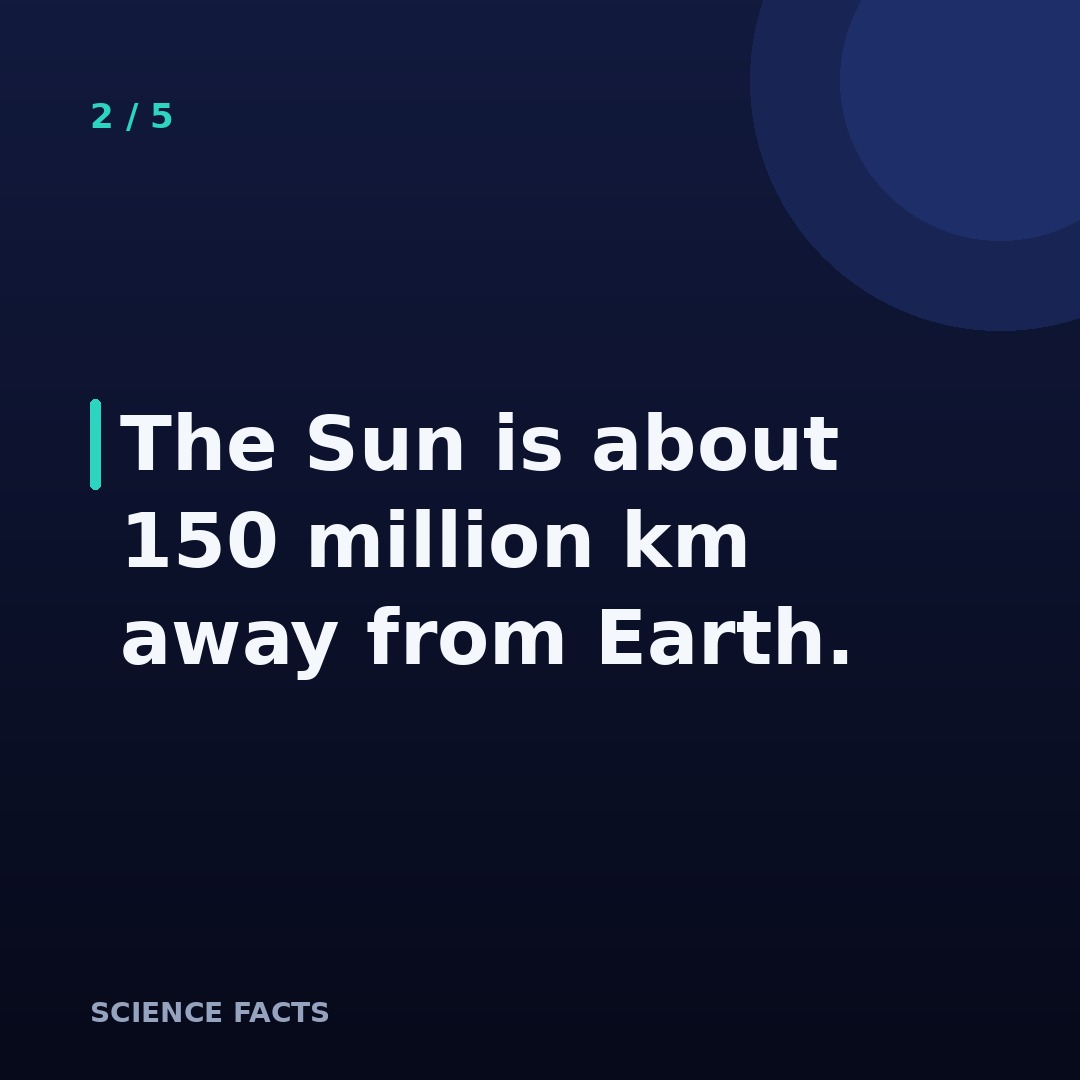 2 / 5
The Sun is about
150 million km
away from Earth.
SCIENCE FACTS